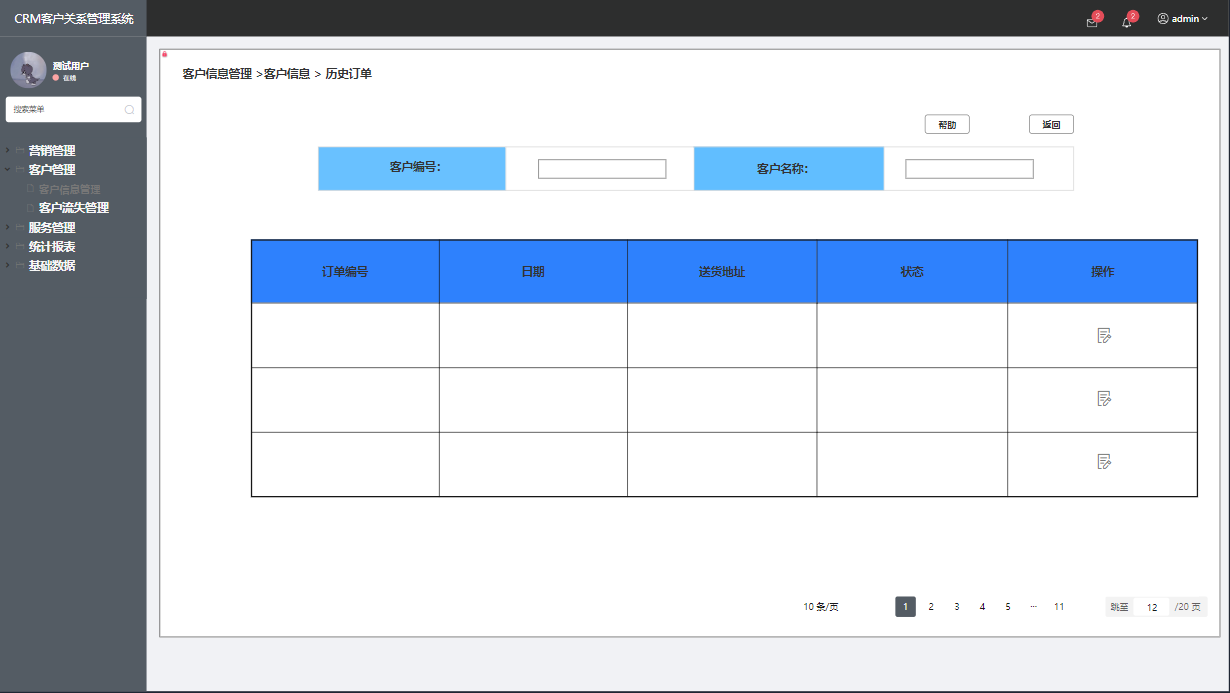 CRM客户关系管理系统
2
2
admin
测试用户
在线
搜索菜单
营销管理
客户管理
客户信息管理
客户流失管理
服务管理
统计报表
基础数据
客户信息管理 >客户信息 > 历史订单
帮助
返回
客户编号:
客户名称:
订单编号 日期 送货地址 状态 操作
10 条/页 1 2 3 4 5 ··· 11 跳至 12 /20 页